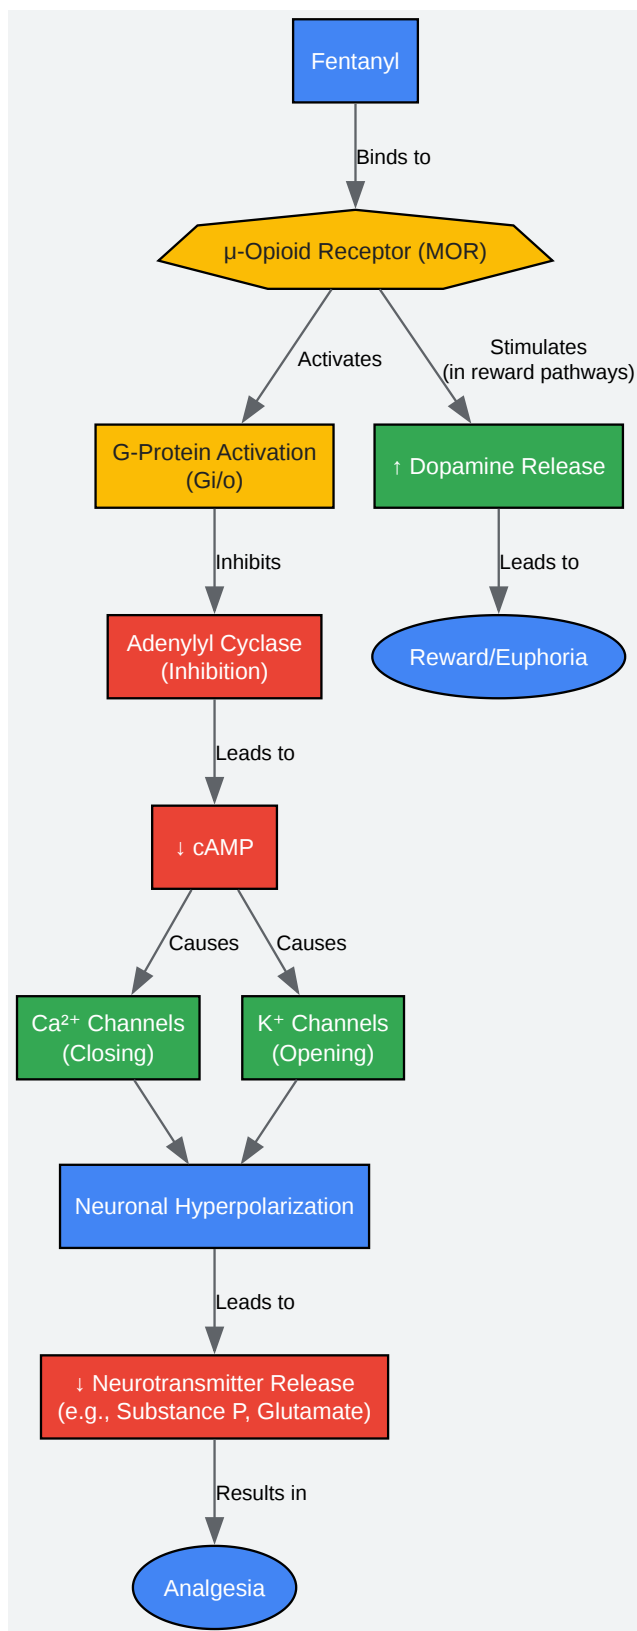 Fentanyl
Binds to
μ-Opioid Receptor (MOR)
Activates
Stimulates
(in reward pathways)
G-Protein Activation
(Gi/o)
↑ Dopamine Release
Inhibits
Leads to
Adenylyl Cyclase
(Inhibition)
Reward/Euphoria
Leads to
↓ cAMP
Causes
Causes
Ca²⁺ Channels
(Closing)
K⁺ Channels
(Opening)
Neuronal Hyperpolarization
Leads to
↓ Neurotransmitter Release
(e.g., Substance P, Glutamate)
Results in
Analgesia